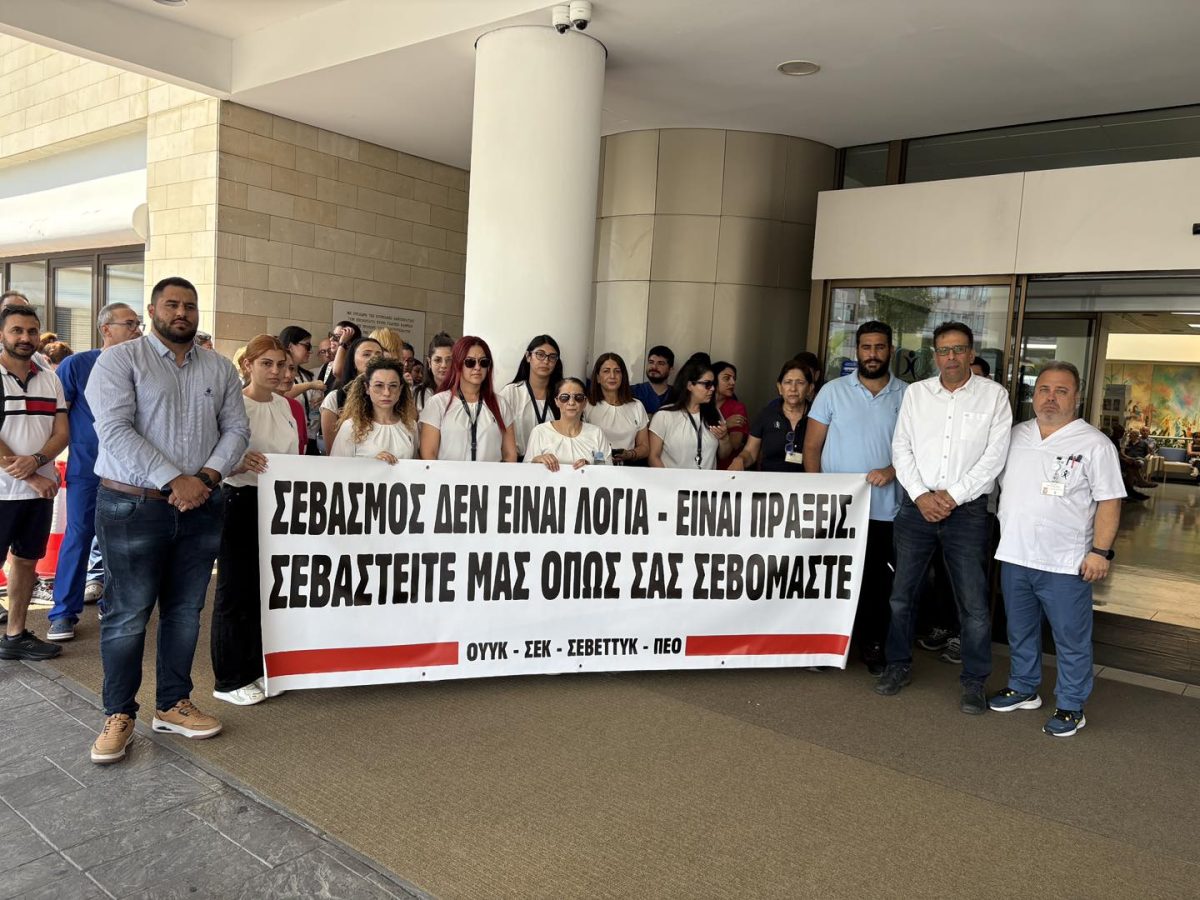 ΣΕΒΑΣΜΟΣ ΔΕΝ ΕΙΝΑΙ ΛΟΓΙΑ - ΕΙΝΑΙ ΠΡΑΞΕΙΣ.
ΣΕΒΑΣΤΕΙΤΕ ΜΑΣ ΟΠΩΣ ΣΑΣ ΣΕΒΟΜΑΣΤΕ
ΟΥΥΚ - ΣΕΚ - ΣΕΒΕΤΤΥΚ - ΠΕΟ